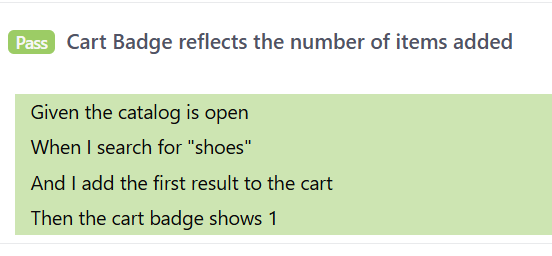 Pass Cart Badge reflects the number of items added
Given the catalog is open
When I search for "shoes"
And I add the first result to the cart
Then the cart badge shows 1